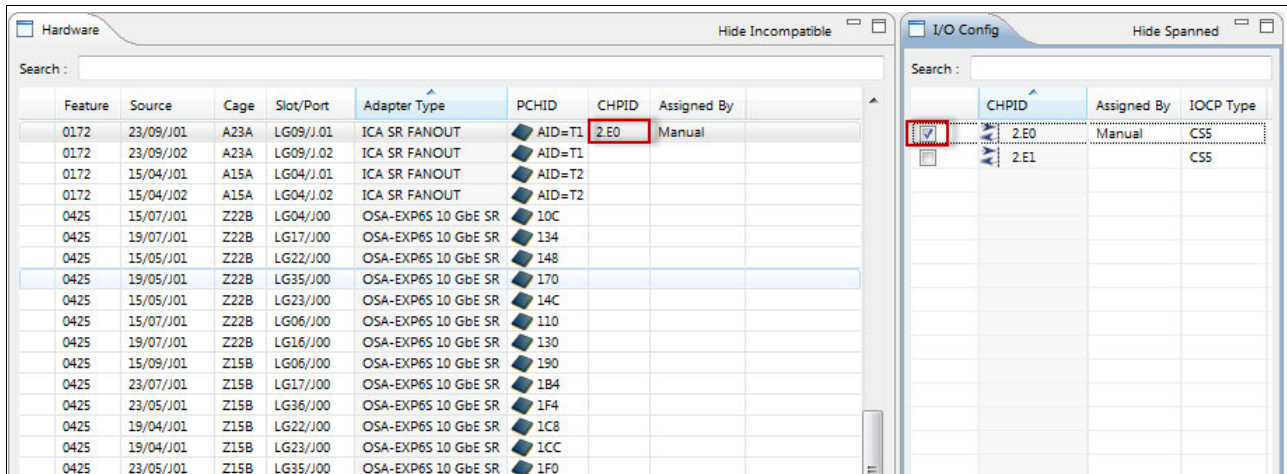 Hardware Hide Incompatible
Search :
Feature Source Cage Slot/Port Adapter Type PCHID CHPID Assigned By
0172 23/09/J01 A23A LG09/J.01 ICA SR FANOUT AID=T1 2.E0 Manual
0172 23/09/J02 A23A LG09/J.02 ICA SR FANOUT AID=T1
0172 15/04/J01 A15A LG04/J.01 ICA SR FANOUT AID=T2
0172 15/04/J02 A15A LG04/J.02 ICA SR FANOUT AID=T2
0425 15/07/J01 Z22B LG04/J00 OSA-EXP6S 10 GbE SR 10C
0425 19/07/J01 Z22B LG17/J00 OSA-EXP6S 10 GbE SR 134
0425 15/05/J01 Z22B LG22/J00 OSA-EXP6S 10 GbE SR 148
0425 19/05/J01 Z22B LG35/J00 OSA-EXP6S 10 GbE SR 170
0425 15/05/J01 Z22B LG23/J00 OSA-EXP6S 10 GbE SR 14C
0425 15/07/J01 Z22B LG06/J00 OSA-EXP6S 10 GbE SR 110
0425 19/07/J01 Z22B LG16/J00 OSA-EXP6S 10 GbE SR 130
0425 15/09/J01 Z15B LG06/J00 OSA-EXP6S 10 GbE SR 190
0425 23/07/J01 Z15B LG17/J00 OSA-EXP6S 10 GbE SR 1B4
0425 23/05/J01 Z15B LG36/J00 OSA-EXP6S 10 GbE SR 1F4
0425 19/04/J01 Z15B LG22/J00 OSA-EXP6S 10 GbE SR 1C8
0425 19/04/J01 Z15B LG23/J00 OSA-EXP6S 10 GbE SR 1CC
0425 23/05/J01 Z15B LG35/J00 OSA-EXP6S 10 GbE SR 1F0
I/O Config Hide Spanned
Search :
CHPID Assigned By IOCP Type
2.E0 Manual CS5
2.E1 CS5